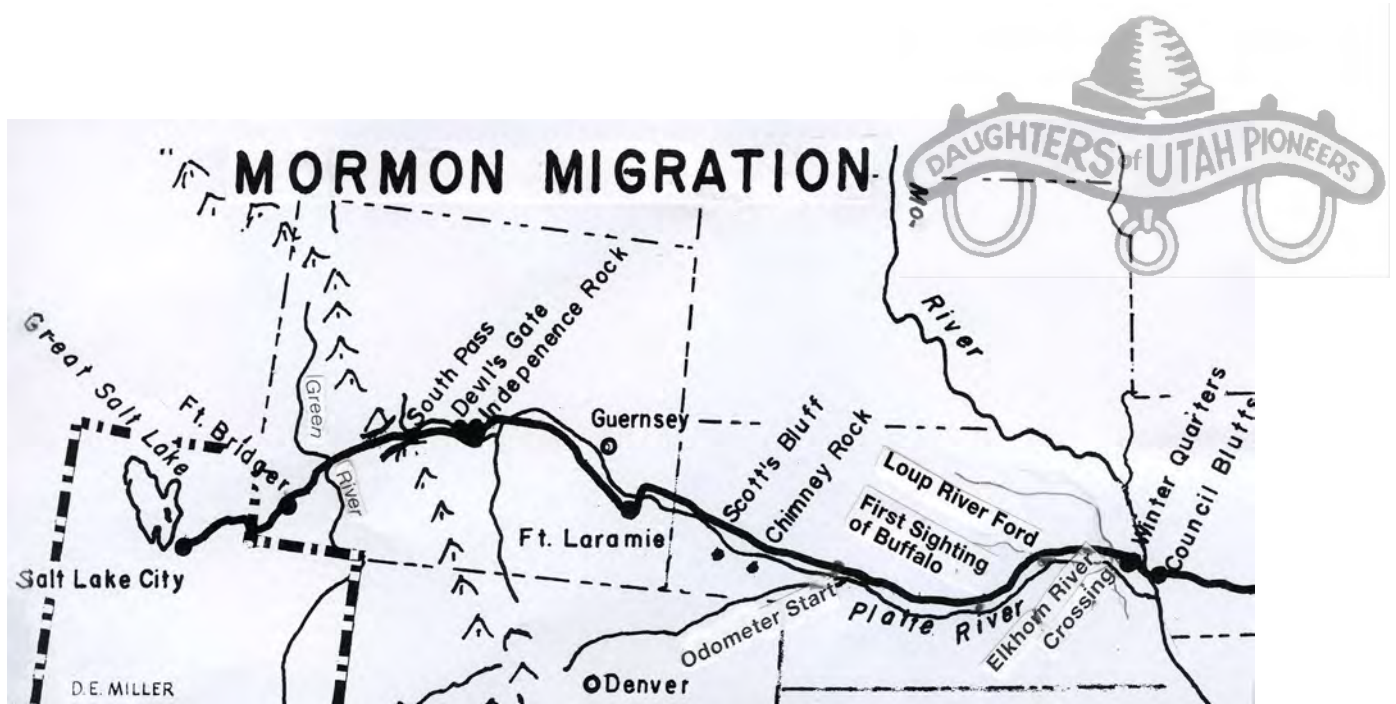 DAUGHTERS of UTAH PIONEERS
" MORMON MIGRATION
Mo.
River
Great Salt Lake
Ft. Bridger
Green
River
South Pass
Devil's Gate
Indepenence Rock
Guernsey
Ft. Laramie
Scott's Bluff
Chimney Rock
Loup River Ford
First Sighting
of Buffalo
Winter Quarters
Council Bluffs
Salt Lake City
Odometer Start
Platte River
Elkhorn River
Crossing
D.E. MILLER
Denver